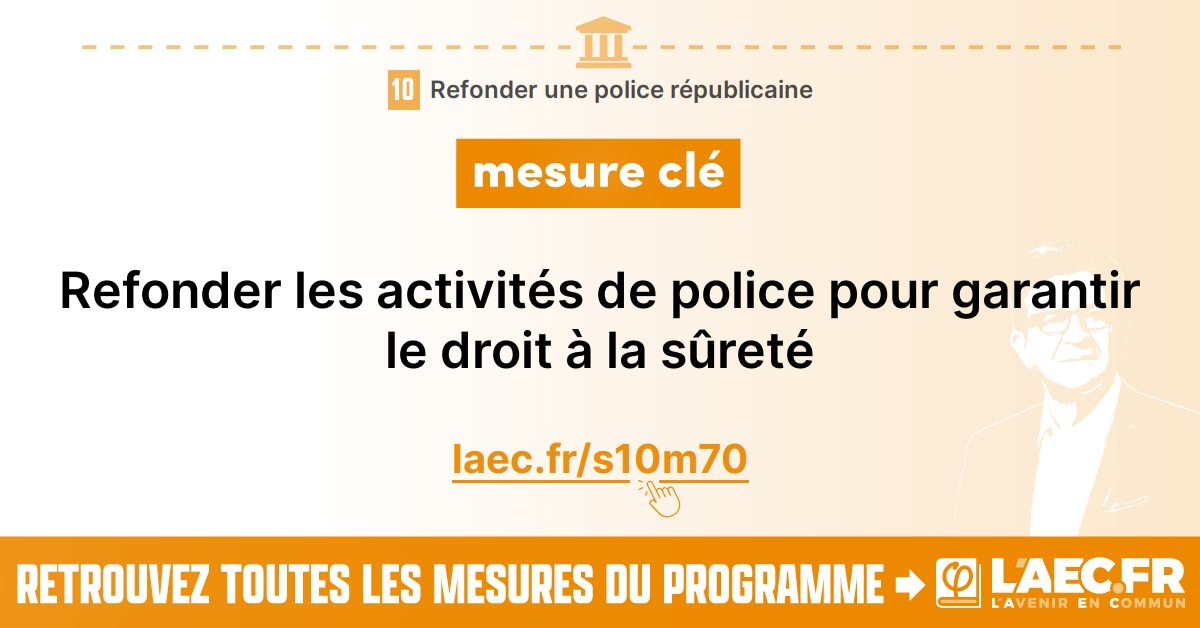 10 Refonder une police républicaine
mesure clé
Refonder les activités de police pour garantir
le droit à la sûreté
laec.fr/s10m70
RETROUVEZ TOUTES LES MESURES DU PROGRAMME
L'AEC.FR
L'AVENIR EN COMMUN